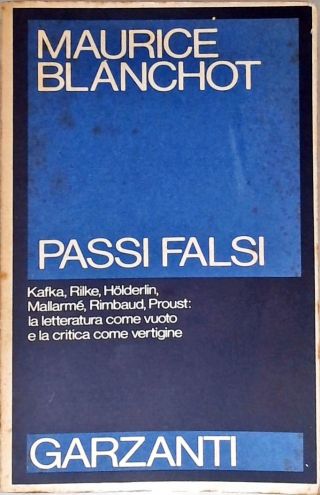 MAURICE
BLANCHOT
PASSI FALSI
Kafka, Rilke, Hölderlin,
Mallarmé, Rimbaud, Proust:
la letteratura come vuoto
e la critica come vertigine
GARZANTI